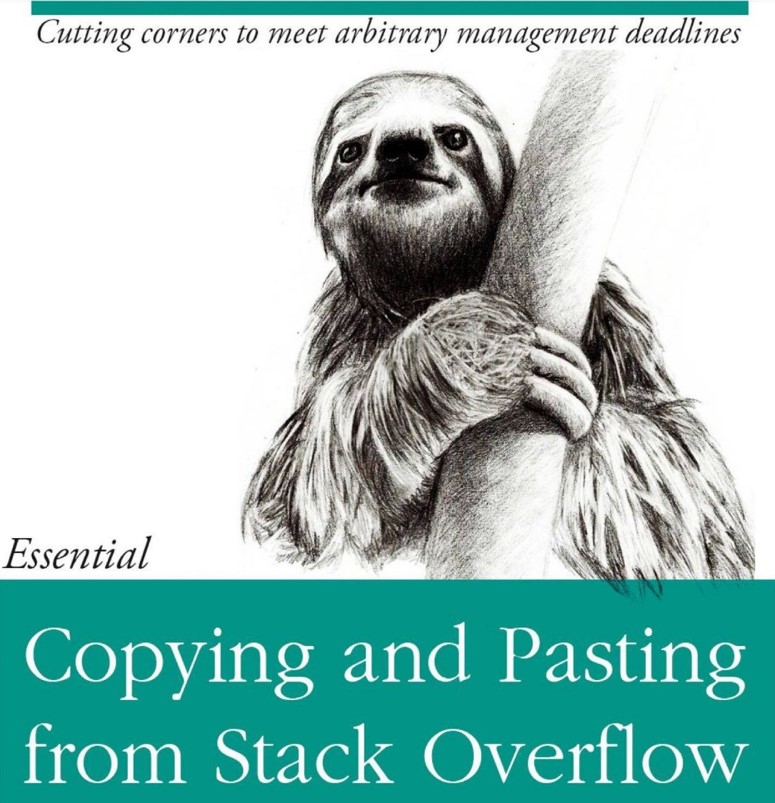 Cutting corners to meet arbitrary management deadlines
Essential
Copying and Pasting
from Stack Overflow